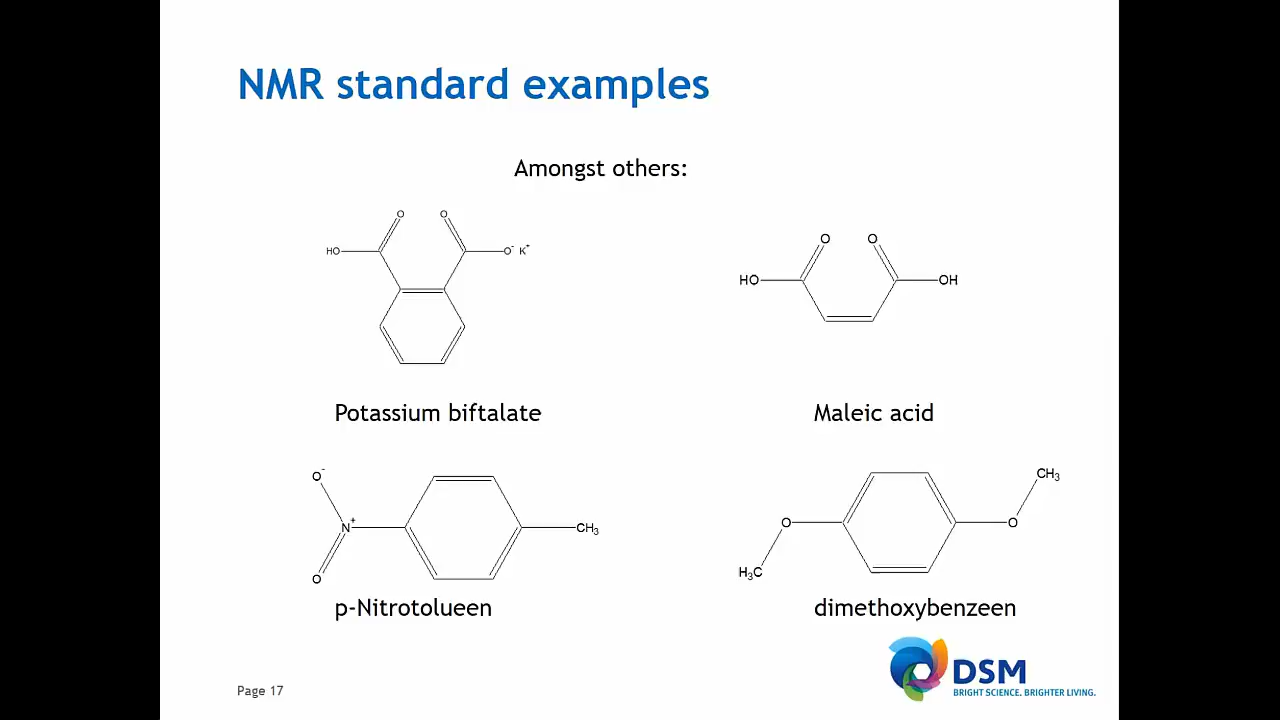 NMR standard examples
Amongst others:
O O
HO O⁻ K⁺
O O
HO OH
Potassium biftalate
Maleic acid
O⁻
N⁺ CH₃
O
CH₃
O O
H₃C
p-Nitrotolueen
dimethoxybenzeen
DSM
BRIGHT SCIENCE. BRIGHTER LIVING.
Page 17